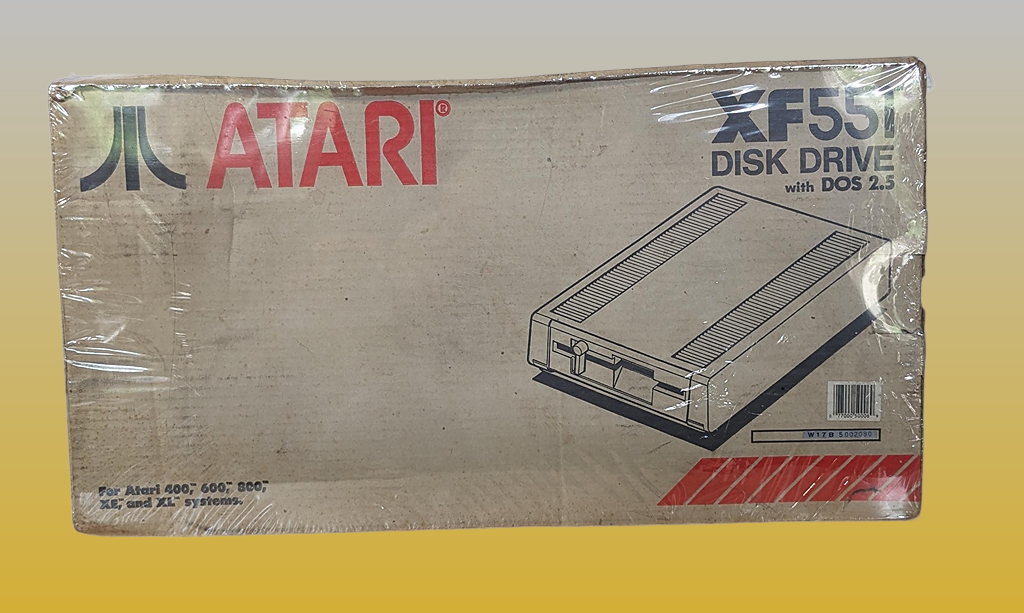 ATARI®
XF551
DISK DRIVE
with DOS 2.5
W17B 5002090
For Atari 400,™ 600,™ 800,™
XE,™ and XL™ systems.